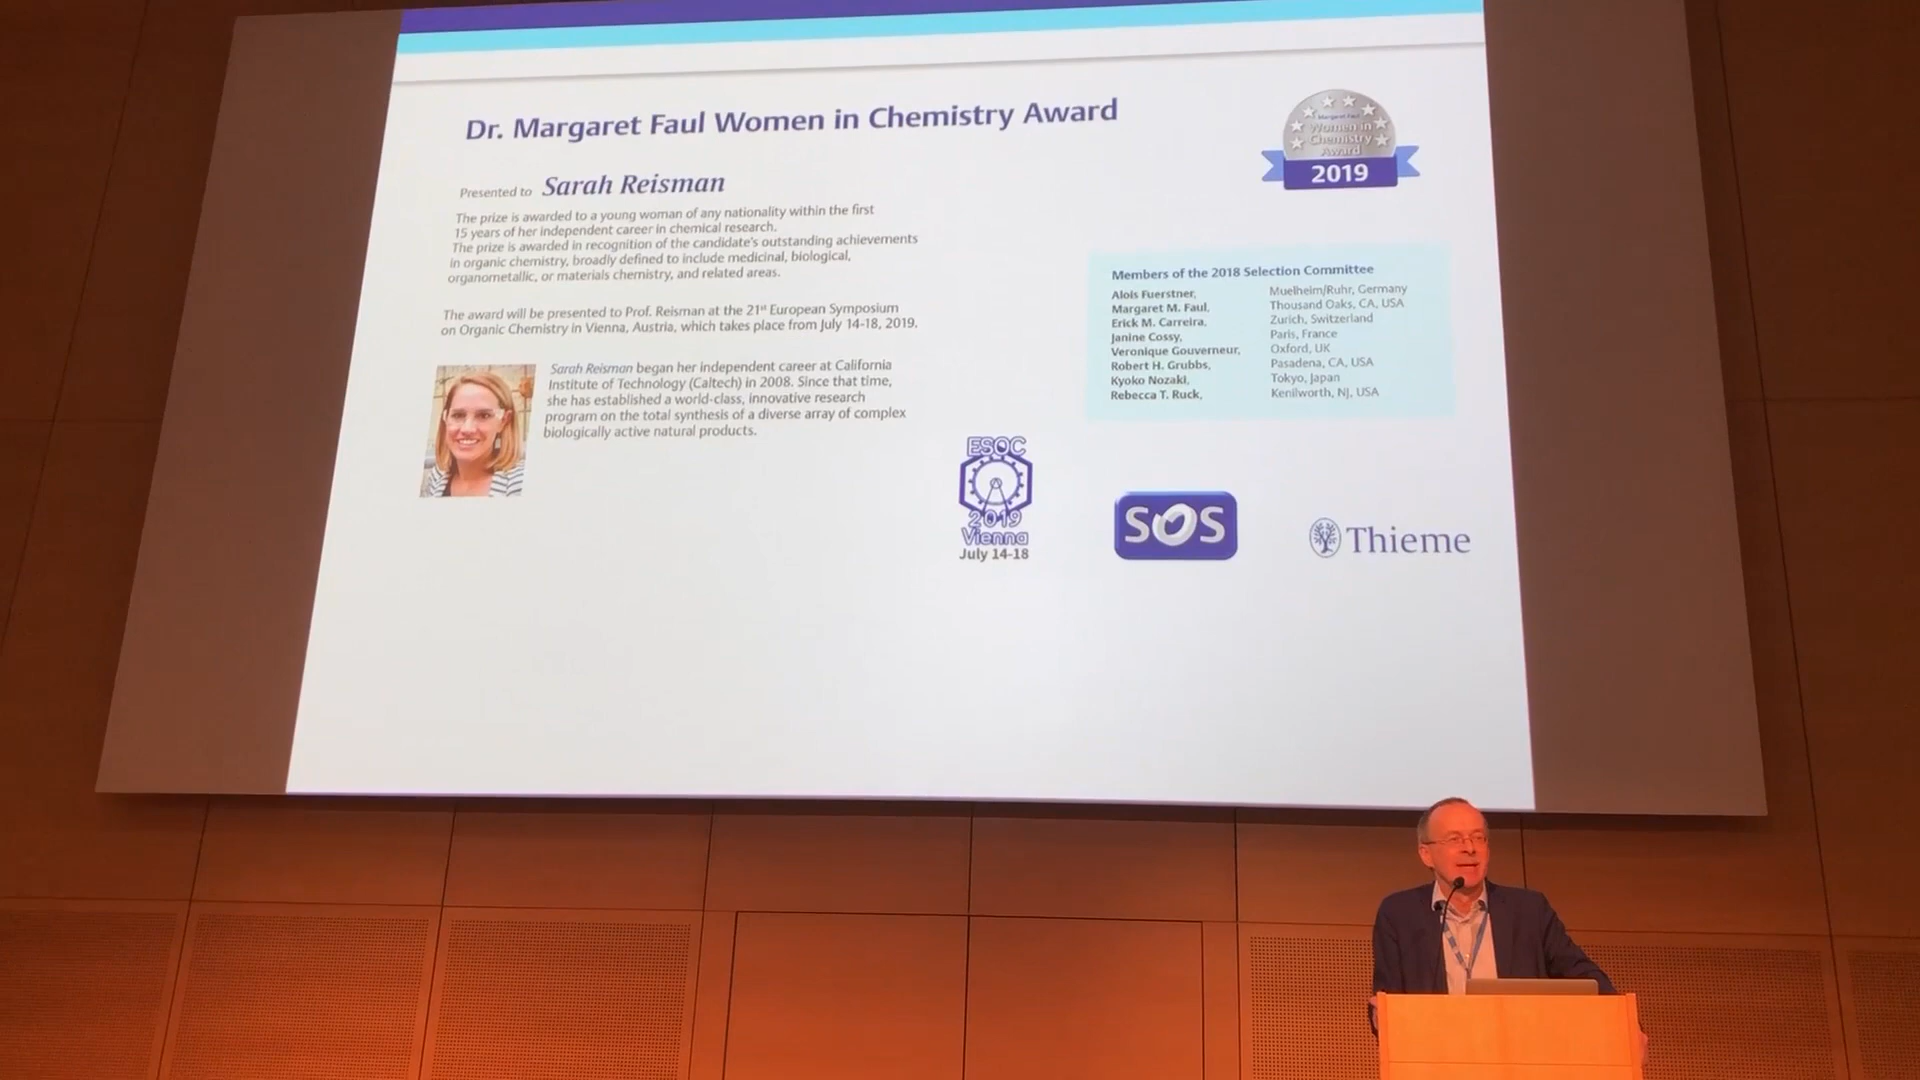 Dr. Margaret Faul Women in Chemistry Award
Margaret Faul
Women in
Chemistry
Award
2019
Presented to Sarah Reisman
The prize is awarded to a young woman of any nationality within the first
15 years of her independent career in chemical research.
The prize is awarded in recognition of the candidate's outstanding achievements
in organic chemistry, broadly defined to include medicinal, biological,
organometallic, or materials chemistry, and related areas.
The award will be presented to Prof. Reisman at the 21st European Symposium
on Organic Chemistry in Vienna, Austria, which takes place from July 14-18, 2019.
Sarah Reisman began her independent career at California
Institute of Technology (Caltech) in 2008. Since that time,
she has established a world-class, innovative research
program on the total synthesis of a diverse array of complex
biologically active natural products.
Members of the 2018 Selection Committee
Alois Fuerstner, Muelheim/Ruhr, Germany
Margaret M. Faul, Thousand Oaks, CA, USA
Erick M. Carreira, Zurich, Switzerland
Janine Cossy, Paris, France
Veronique Gouverneur, Oxford, UK
Robert H. Grubbs, Pasadena, CA, USA
Kyoko Nozaki, Tokyo, Japan
Rebecca T. Ruck, Kenilworth, NJ, USA
ESOC
2019
Vienna
July 14-18
SOS
Thieme